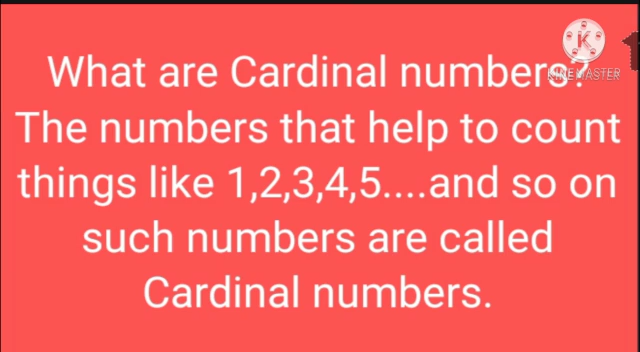 What are Cardinal numbers?
The numbers that help to count
things like 1,2,3,4,5....and so on
such numbers are called
Cardinal numbers.
K
KINEMASTER